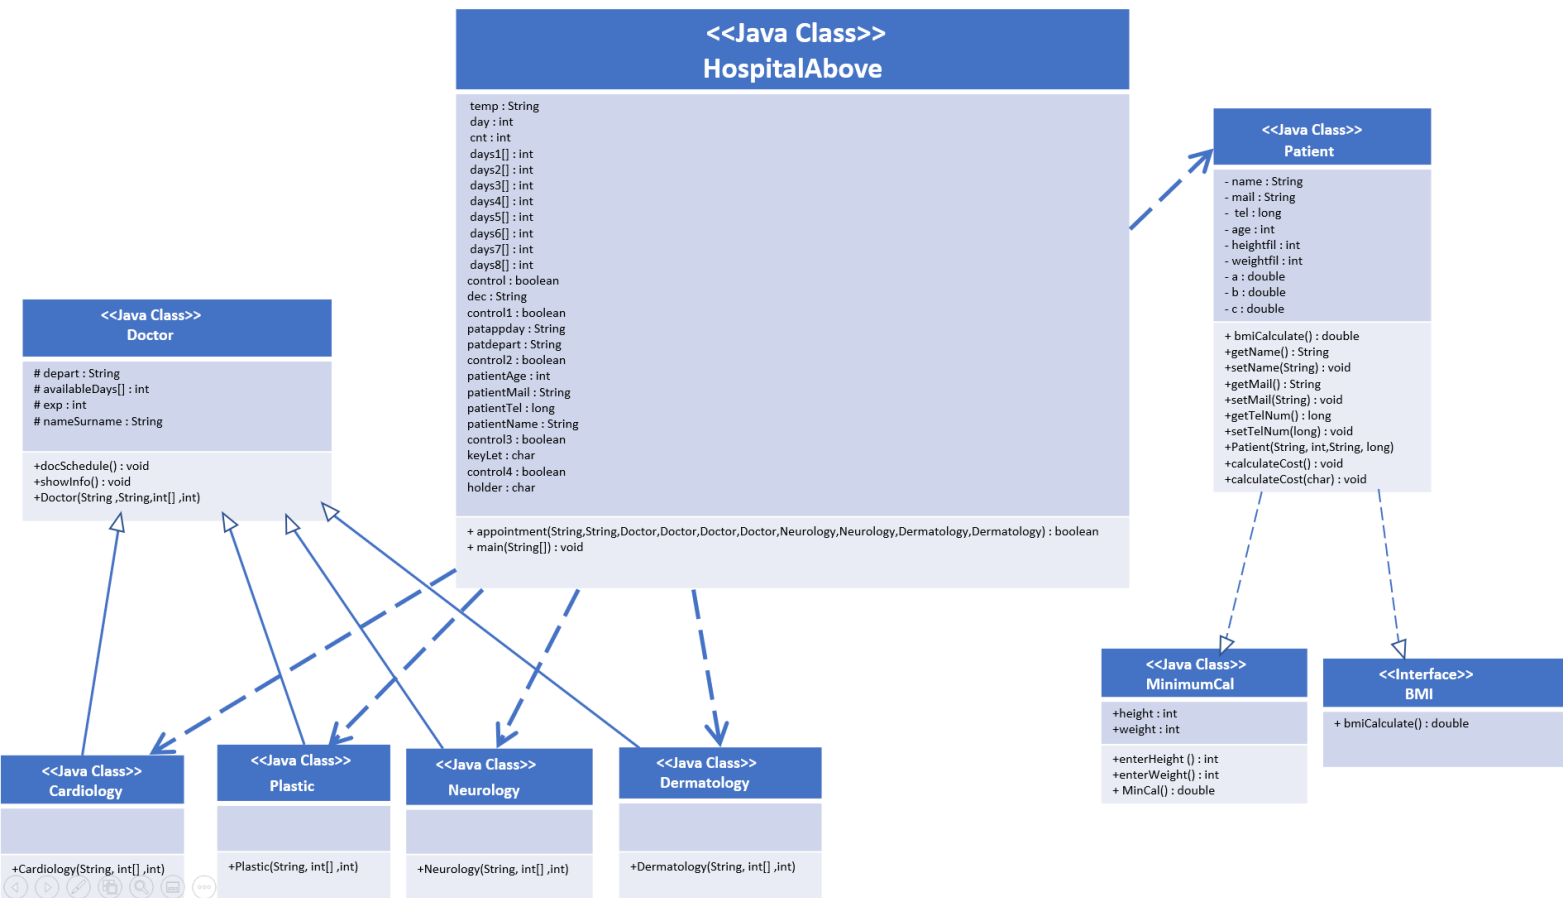 <<Java Class>>
HospitalAbove
temp : String
day : int
cnt : int
days1[] : int
days2[] : int
days3[] : int
days4[] : int
days5[] : int
days6[] : int
days7[] : int
days8[] : int
control : boolean
dec : String
control1 : boolean
patappday : String
patdepart : String
control2 : boolean
patientAge : int
patientMail : String
patientTel : long
patientName : String
control3 : boolean
keyLet : char
control4 : boolean
holder : char
+ appointment(String,String,Doctor,Doctor,Doctor,Doctor,Neurology,Neurology,Dermatology,Dermatology) : boolean
+ main(String[]) : void
<<Java Class>>
Patient
- name : String
- mail : String
- tel : long
- age : int
- heightfil : int
- weightfil : int
- a : double
- b : double
- c : double
+ bmiCalculate() : double
+getName() : String
+setName(String) : void
+getMail() : String
+setMail(String) : void
+getTelNum() : long
+setTelNum(long) : void
+Patient(String, int,String, long)
+calculateCost() : void
+calculateCost(char) : void
<<Java Class>>
Doctor
# depart : String
# availableDays[] : int
# exp : int
# nameSurname : String
+docSchedule() : void
+showInfo() : void
+Doctor(String ,String,int[] ,int)
<<Java Class>>
MinimumCal
+height : int
+weight : int
+enterHeight () : int
+enterWeight() : int
+ MinCal() : double
<<Interface>>
BMI
+ bmiCalculate() : double
<<Java Class>>
Cardiology
+Cardiology(String, int[] ,int)
<<Java Class>>
Plastic
+Plastic(String, int[] ,int)
<<Java Class>>
Neurology
+Neurology(String, int[] ,int)
<<Java Class>>
Dermatology
+Dermatology(String, int[] ,int)